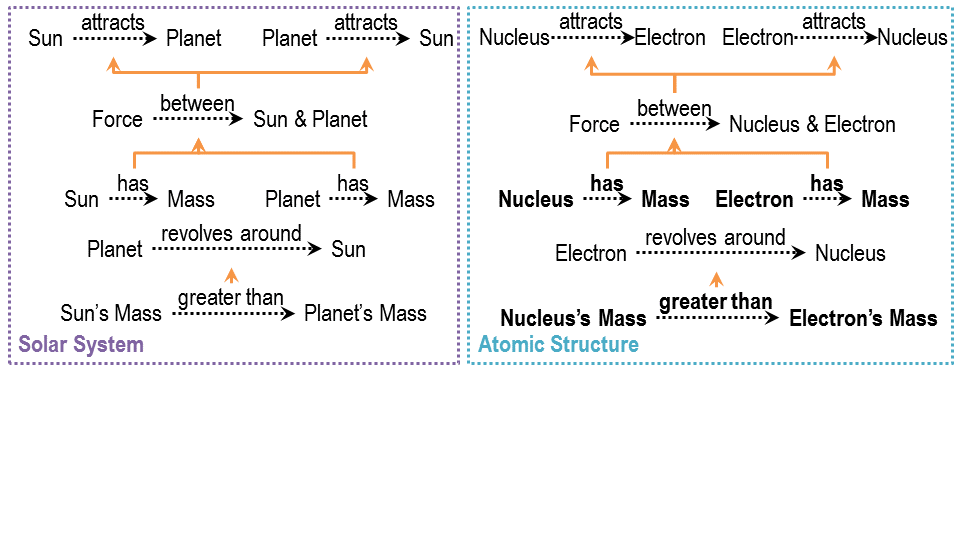 attracts
Sun Planet
attracts
Planet Sun
between
Force Sun & Planet
has
Sun Mass
has
Planet Mass
revolves around
Planet Sun
greater than
Sun's Mass Planet's Mass
Solar System
attracts
Nucleus Electron
attracts
Electron Nucleus
between
Force Nucleus & Electron
has
Nucleus Mass
has
Electron Mass
revolves around
Electron Nucleus
greater than
Nucleus's Mass Electron's Mass
Atomic Structure